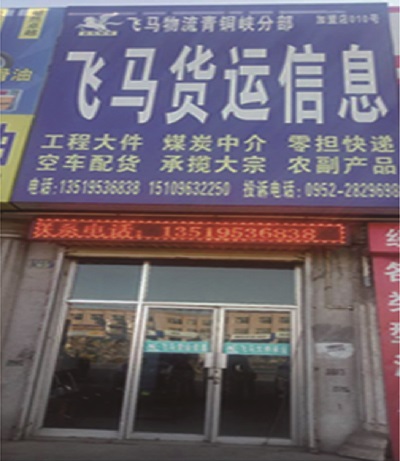 飞马物流青铜峡分部 加盟店010号
飞马货运信息
工程大件 煤炭中介 零担快递
空车配货 承揽大宗 农副产品
电话:13519536838 15109632250 投诉电话:0952-2829698
联系电话: 13519536838